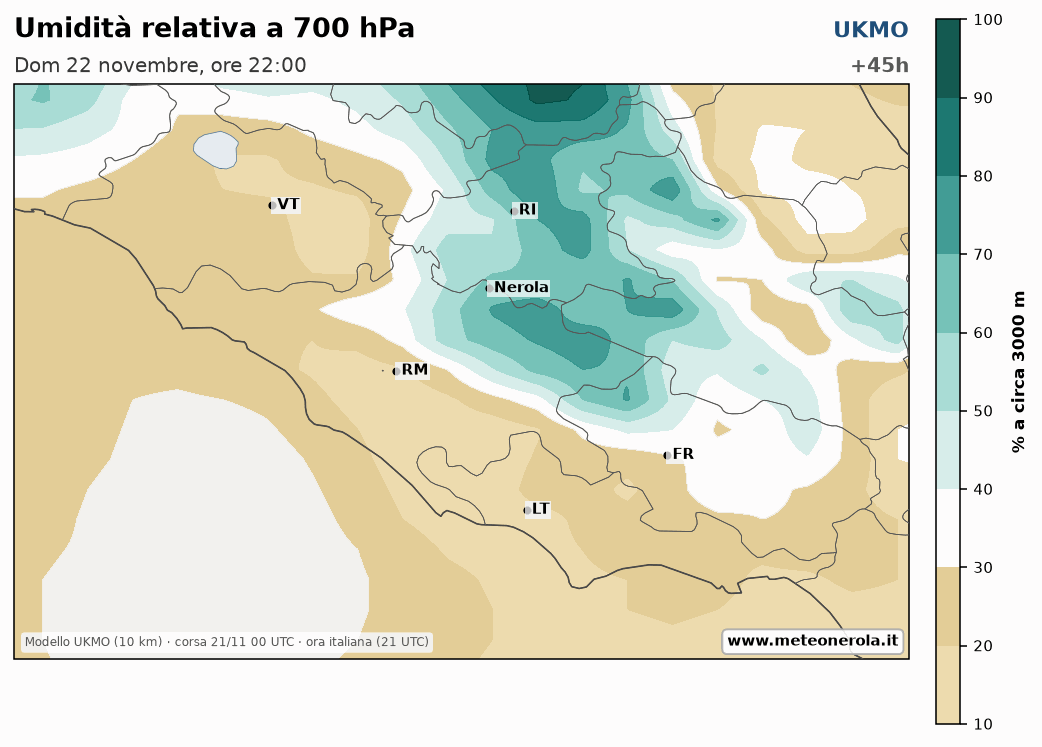 Umidità relativa a 700 hPa
UKMO
Dom 22 novembre, ore 22:00
+45h
VT
RI
Nerola
RM
FR
LT
Modello UKMO (10 km) · corsa 21/11 00 UTC · ora italiana (21 UTC)
www.meteonerola.it
100
90
80
70
60
50
40
30
20
10
% a circa 3000 m